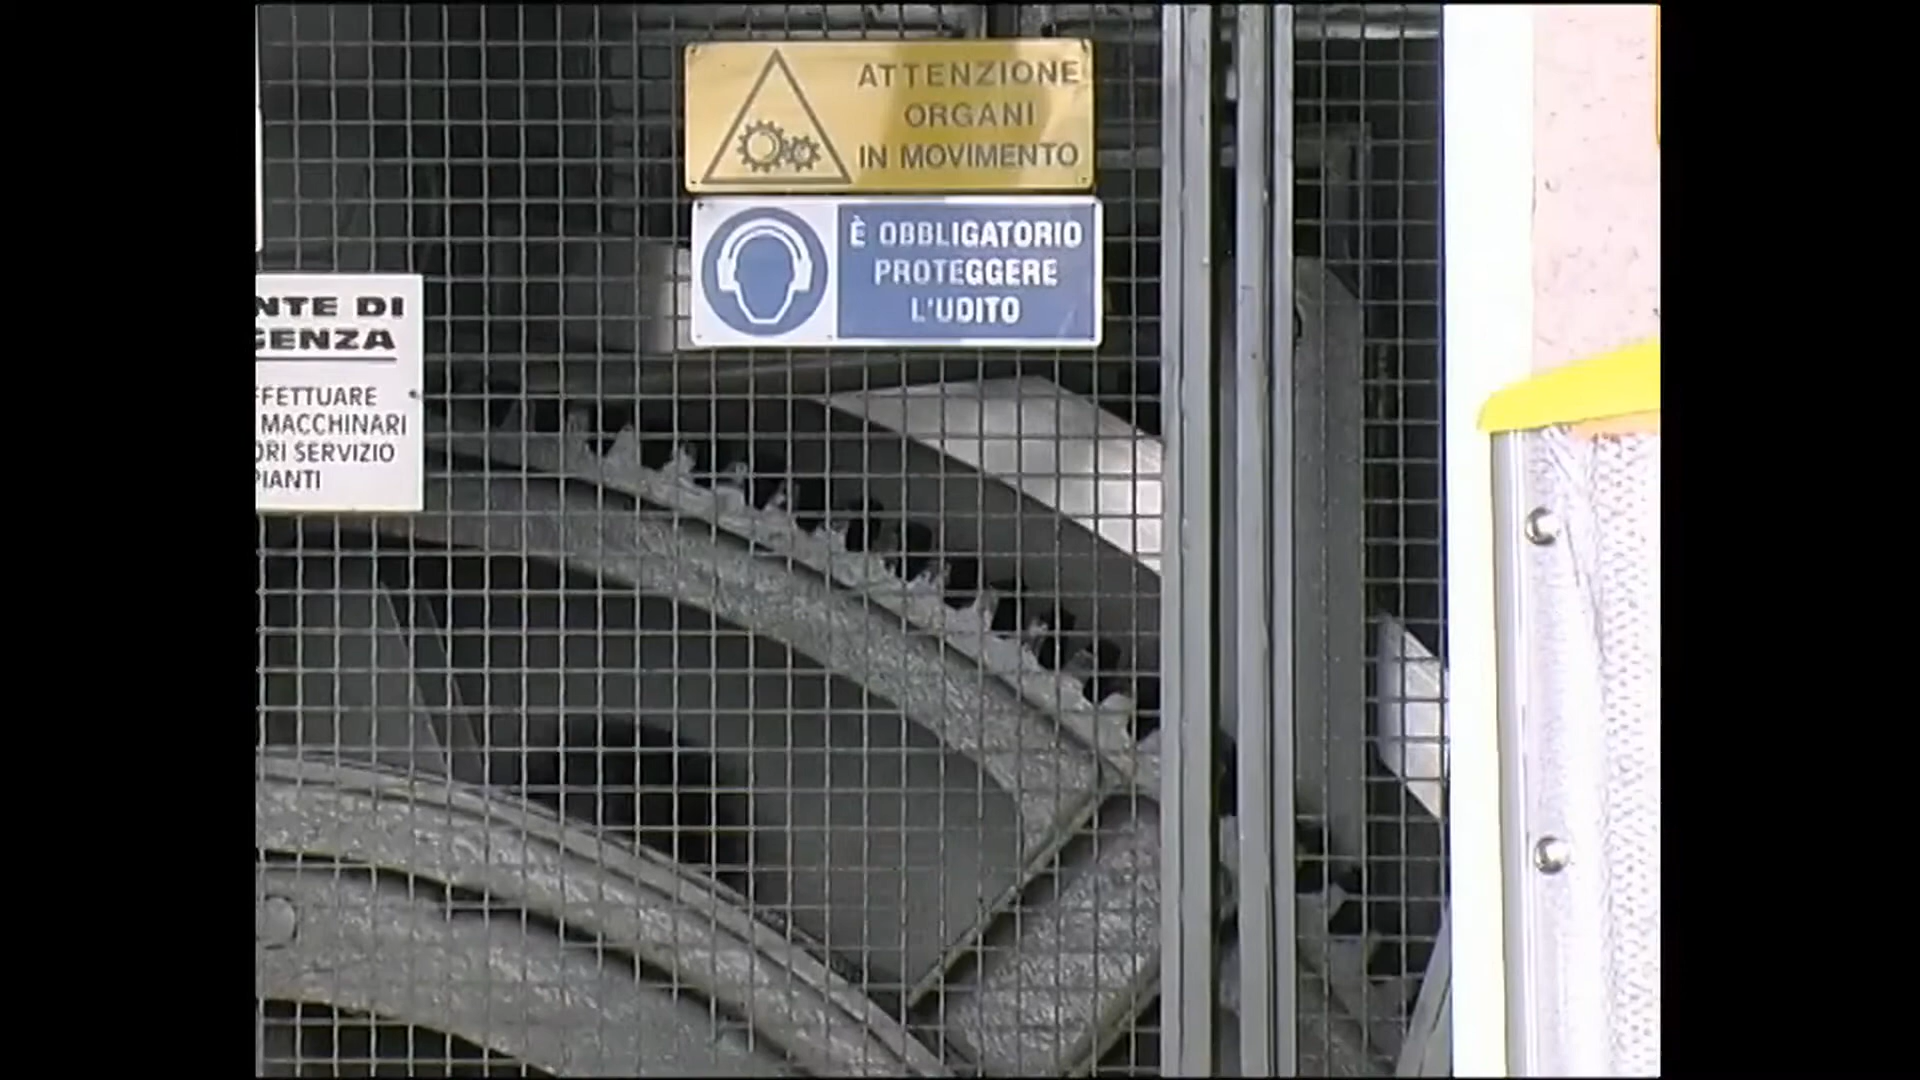 ATTENZIONE
ORGANI
IN MOVIMENTO
È OBBLIGATORIO
PROTEGGERE
L'UDITO
NTE DI
GENZA
FFETTUARE
MACCHINARI
ORI SERVIZIO
PIANTI